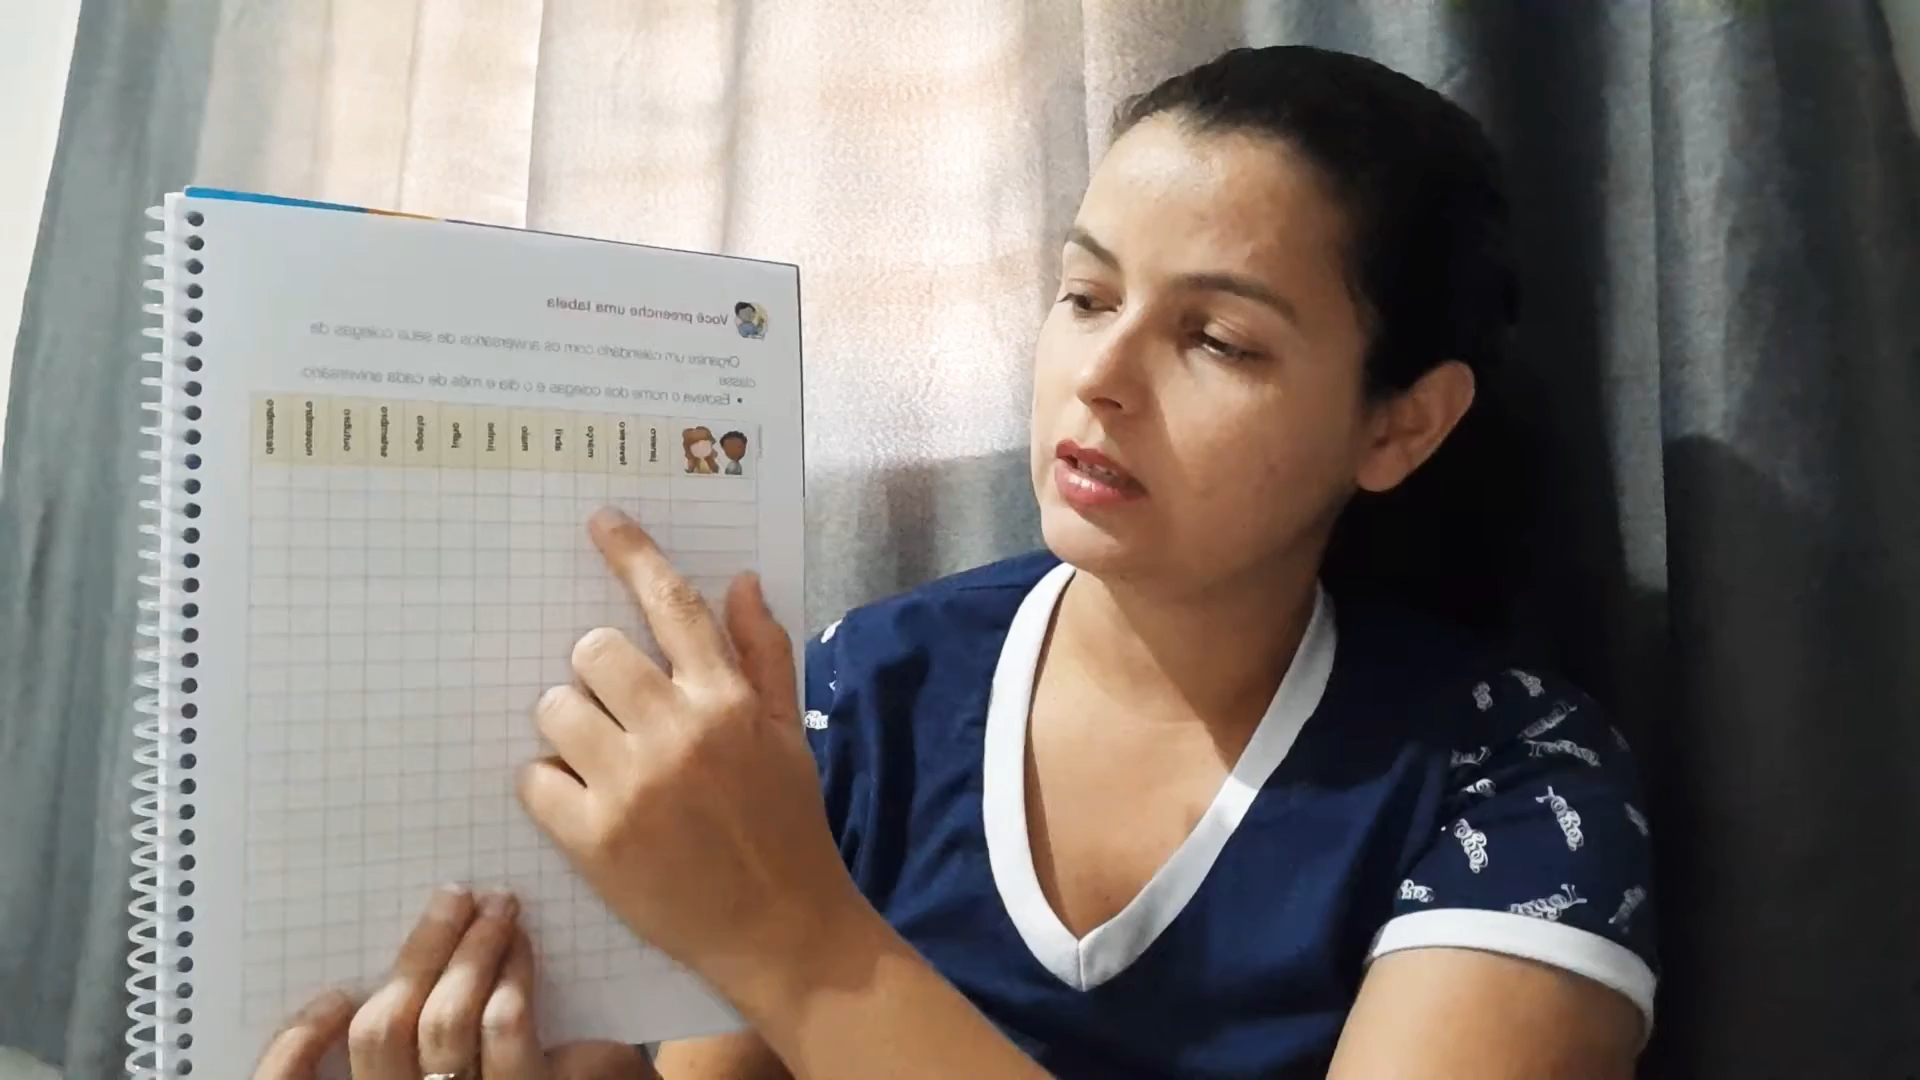 Você preenche uma tabela
Organize um calendário com os aniversários de seus colegas de
classe.
• Escreva o nome dos colegas e o dia e mês de cada aniversário.
janeiro
fevereiro
março
abril
maio
junho
julho
agosto
setembro
outubro
novembro
dezembro